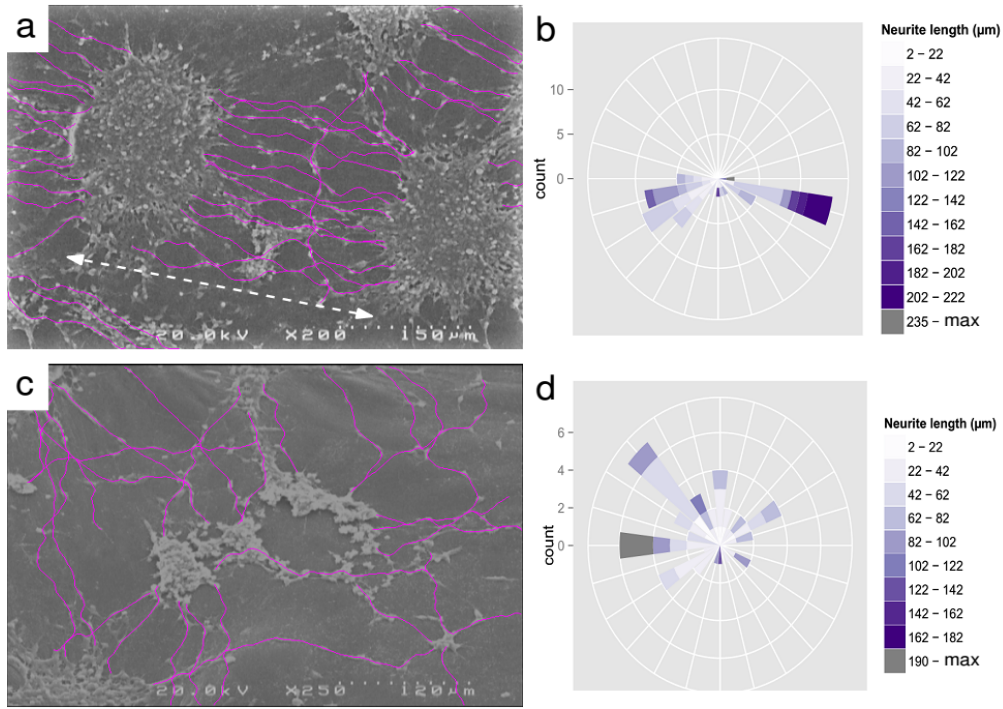 a
20.0kV X200 150µm
b
count
10
5
0
Neurite length (µm)
2 – 22
22 – 42
42 – 62
62 – 82
82 – 102
102 – 122
122 – 142
142 – 162
162 – 182
182 – 202
202 – 222
235 – max
c
20.0kV X250 120µm
d
count
6
4
2
0
Neurite length (µm)
2 – 22
22 – 42
42 – 62
62 – 82
82 – 102
102 – 122
122 – 142
142 – 162
162 – 182
190 – max